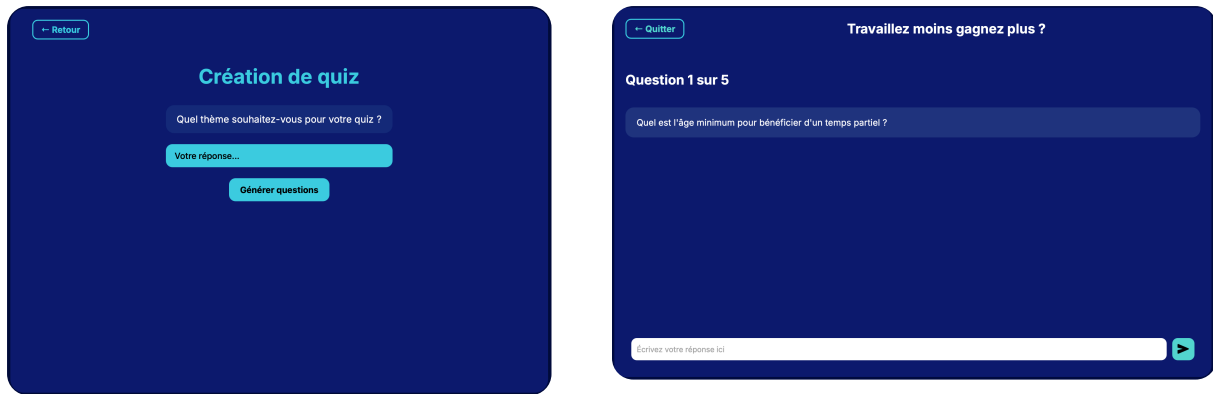 ← Retour
Création de quiz
Quel thème souhaitez-vous pour votre quiz ?
Votre réponse...
Générer questions
← Quitter
Travaillez moins gagnez plus ?
Question 1 sur 5
Quel est l'âge minimum pour bénéficier d'un temps partiel ?
Écrivez votre réponse ici